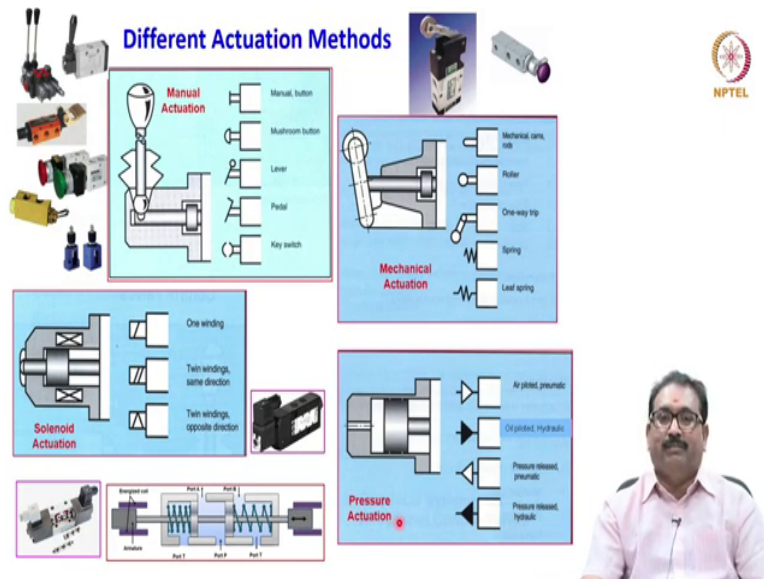 Different Actuation Methods
NPTEL
Manual
Actuation
Manual, button
Mushroom button
Lever
Pedal
Key switch
Mechanical, cams,
rods
Roller
One-way trip
Spring
Leaf spring
Mechanical
Actuation
One winding
Twin windings,
same direction
Twin windings,
opposite direction
Solenoid
Actuation
Air piloted, pneumatic
Oil piloted, Hydraulic
Pressure released,
pneumatic
Pressure released,
hydraulic
Pressure
Actuation
Energized coil
Armature
Port A
Port B
Port T
Port P
Port T